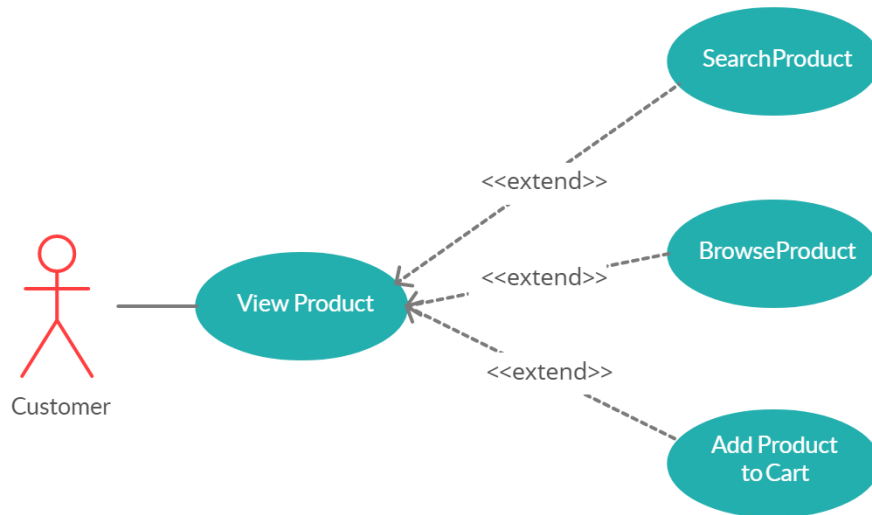 SearchProduct
<<extend>>
BrowseProduct
<<extend>>
View Product
<<extend>>
Customer
Add Product
to Cart